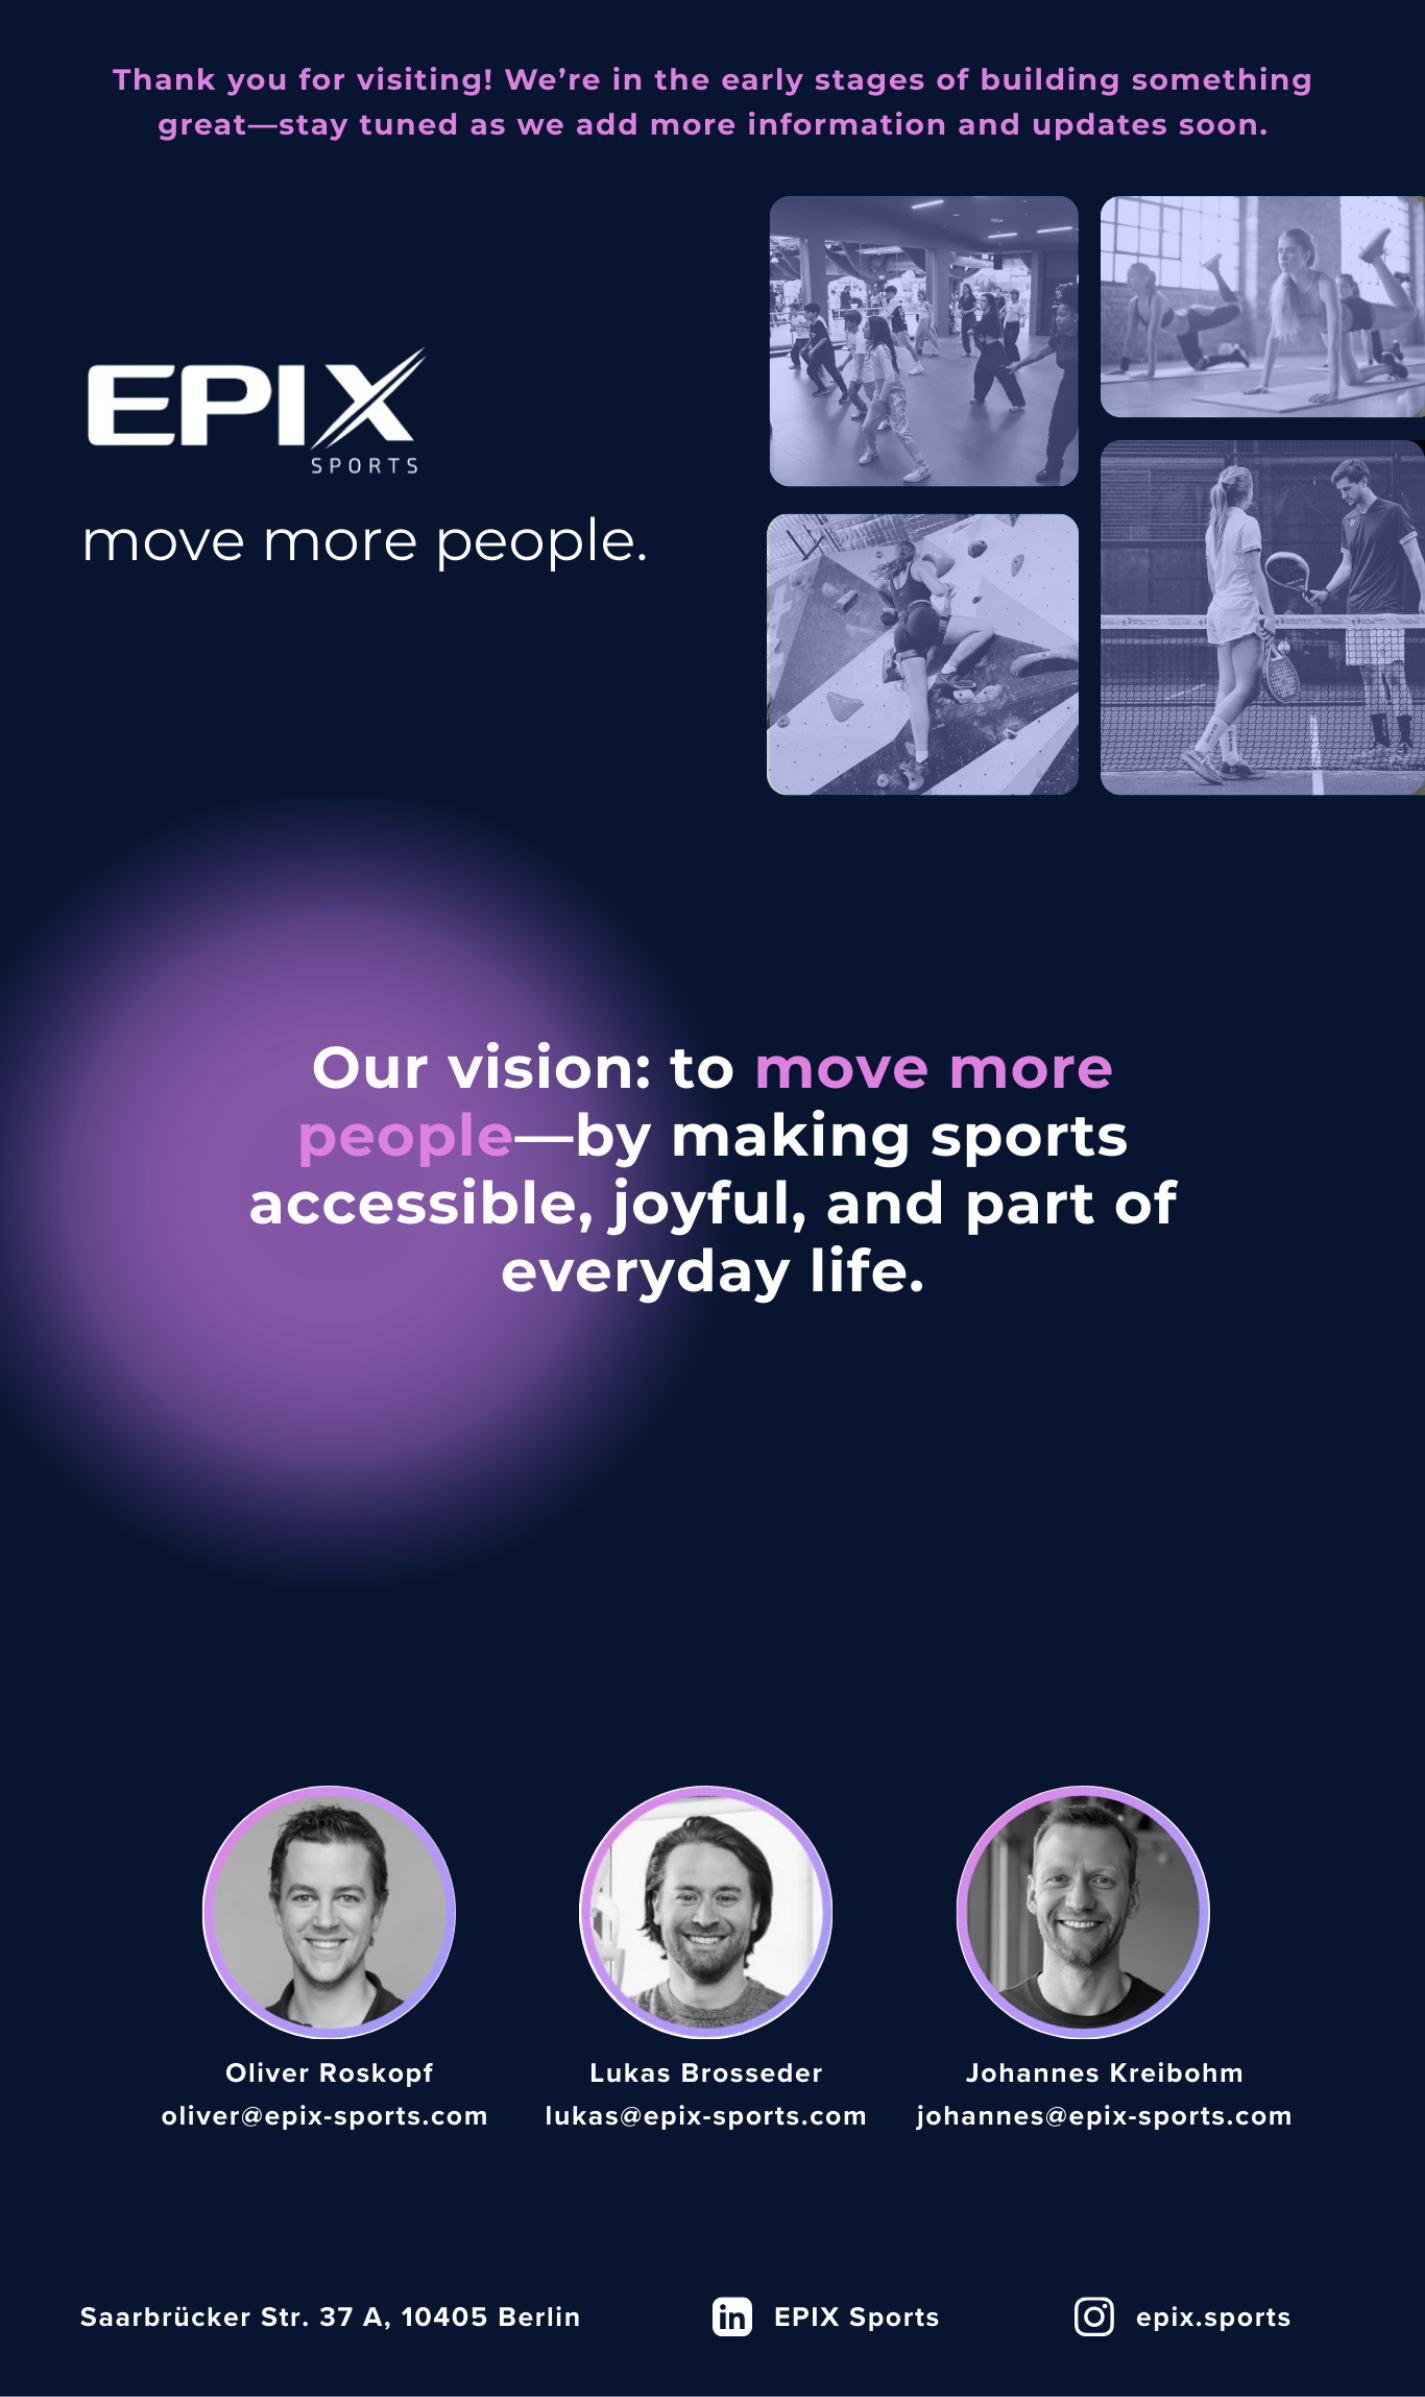 Thank you for visiting! We’re in the early stages of building something
great—stay tuned as we add more information and updates soon.
EPIX
SPORTS
move more people.
Our vision: to move more
people—by making sports
accessible, joyful, and part of
everyday life.
Oliver Roskopf
oliver@epix-sports.com
Lukas Brosseder
lukas@epix-sports.com
Johannes Kreibohm
johannes@epix-sports.com
Saarbrücker Str. 37 A, 10405 Berlin
in EPIX Sports
epix.sports